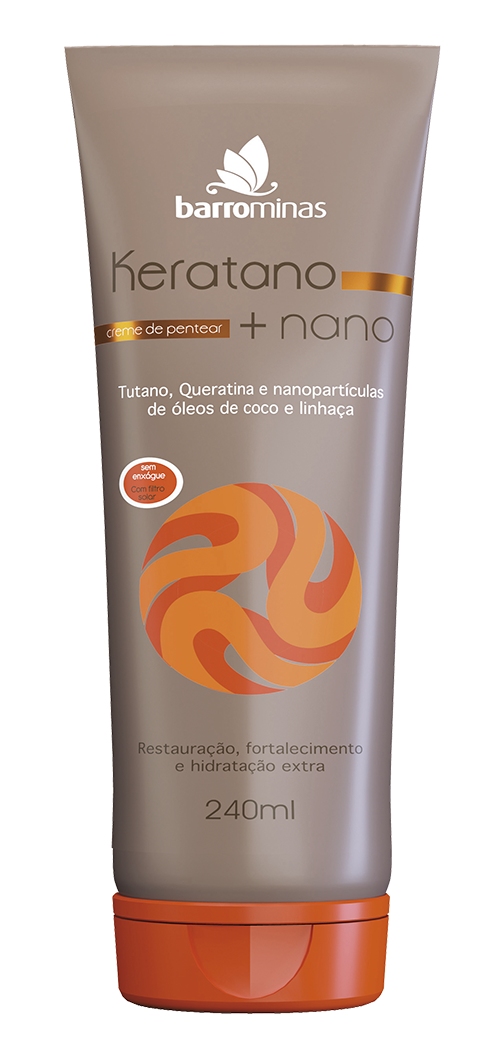 barrominas
Keratano
creme de pentear + nano
Tutano, Queratina e nanopartículas
de óleos de coco e linhaça
sem
enxágue
Com filtro
solar
Restauração, fortalecimento
e hidratação extra
240ml